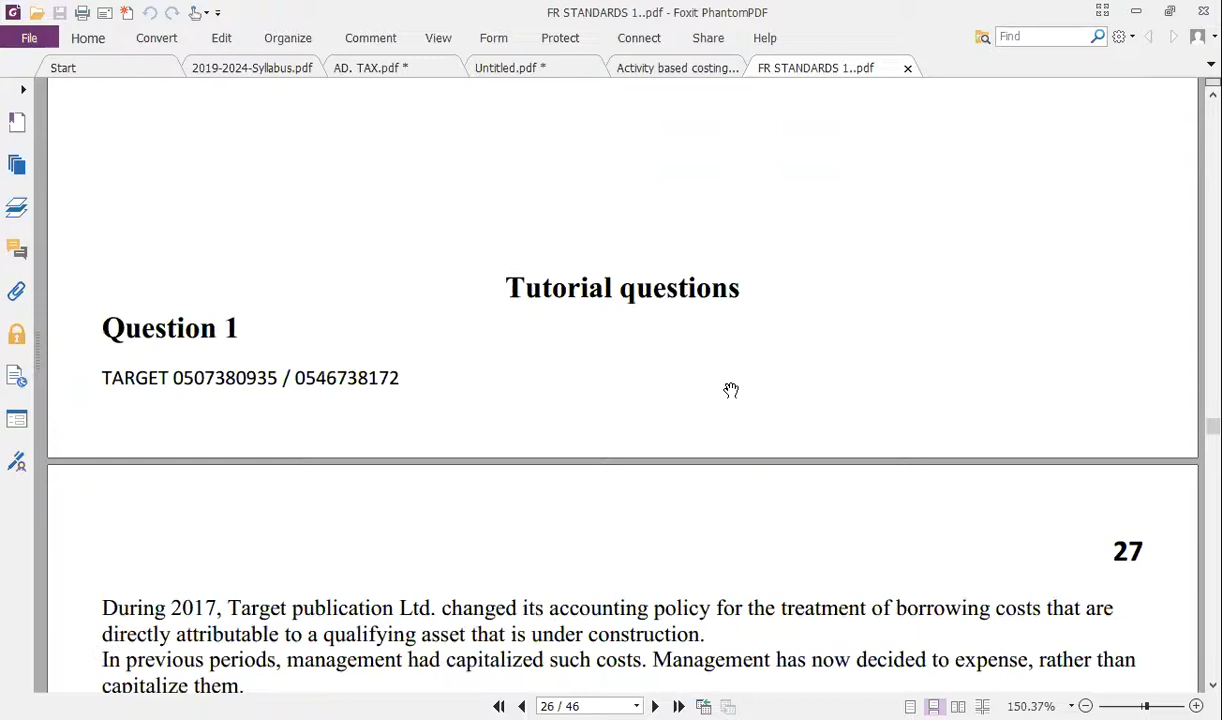 FR STANDARDS 1..pdf - Foxit PhantomPDF
File Home Convert Edit Organize Comment View Form Protect Connect Share Help Find
Start 2019-2024-Syllabus.pdf AD. TAX.pdf * Untitled.pdf * Activity based costing... FR STANDARDS 1..pdf
Tutorial questions
Question 1
TARGET 0507380935 / 0546738172
27
During 2017, Target publication Ltd. changed its accounting policy for the treatment of borrowing costs that are
directly attributable to a qualifying asset that is under construction.
In previous periods, management had capitalized such costs. Management has now decided to expense, rather than
capitalize them.
26 / 46 150.37%